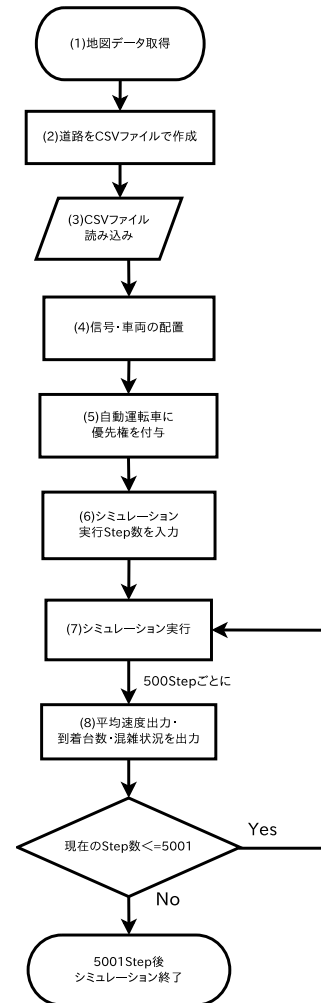 (1)地図データ取得
(2)道路をCSVファイルで作成
(3)CSVファイル
読み込み
(4)信号・車両の配置
(5)自動運転車に
優先権を付与
(6)シミュレーション
実行Step数を入力
(7)シミュレーション実行
500Stepごとに
(8)平均速度出力・
到着台数・混雑状況を出力
現在のStep数<=5001
Yes
No
5001Step後
シミュレーション終了